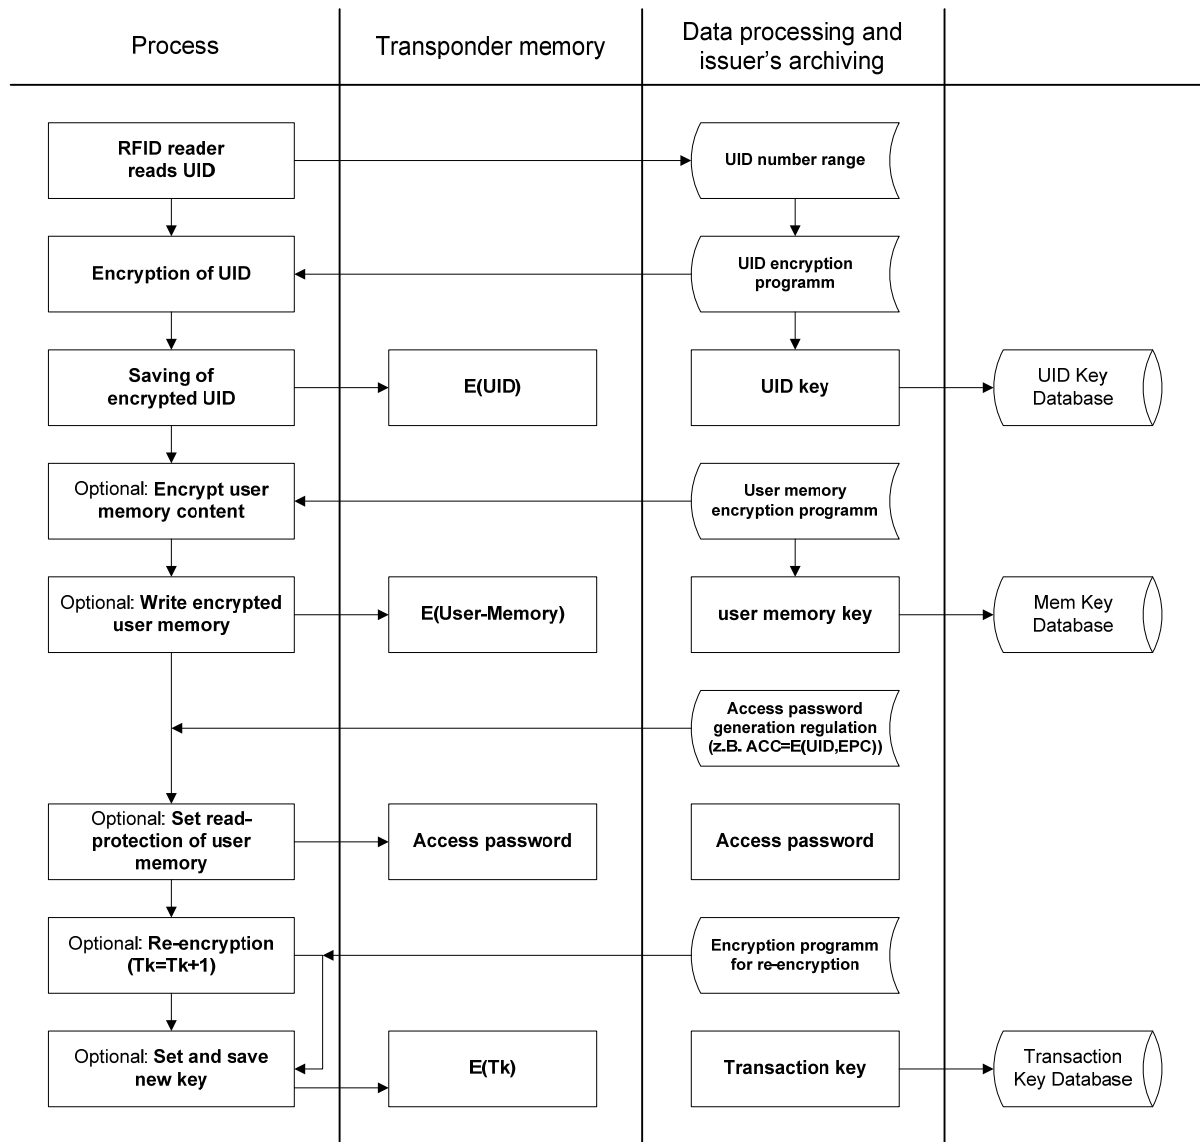 Process
Transponder memory
Data processing and
issuer's archiving
RFID reader
reads UID
UID number range
Encryption of UID
UID encryption
programm
Saving of
encrypted UID
E(UID)
UID key
UID Key
Database
Optional: Encrypt user
memory content
User memory
encryption programm
Optional: Write encrypted
user memory
E(User-Memory)
user memory key
Mem Key
Database
Access password
generation regulation
(z.B. ACC=E(UID,EPC))
Optional: Set read-
protection of user
memory
Access password
Access password
Optional: Re-encryption
(Tk=Tk+1)
Encryption programm
for re-encryption
Optional: Set and save
new key
E(Tk)
Transaction key
Transaction
Key Database